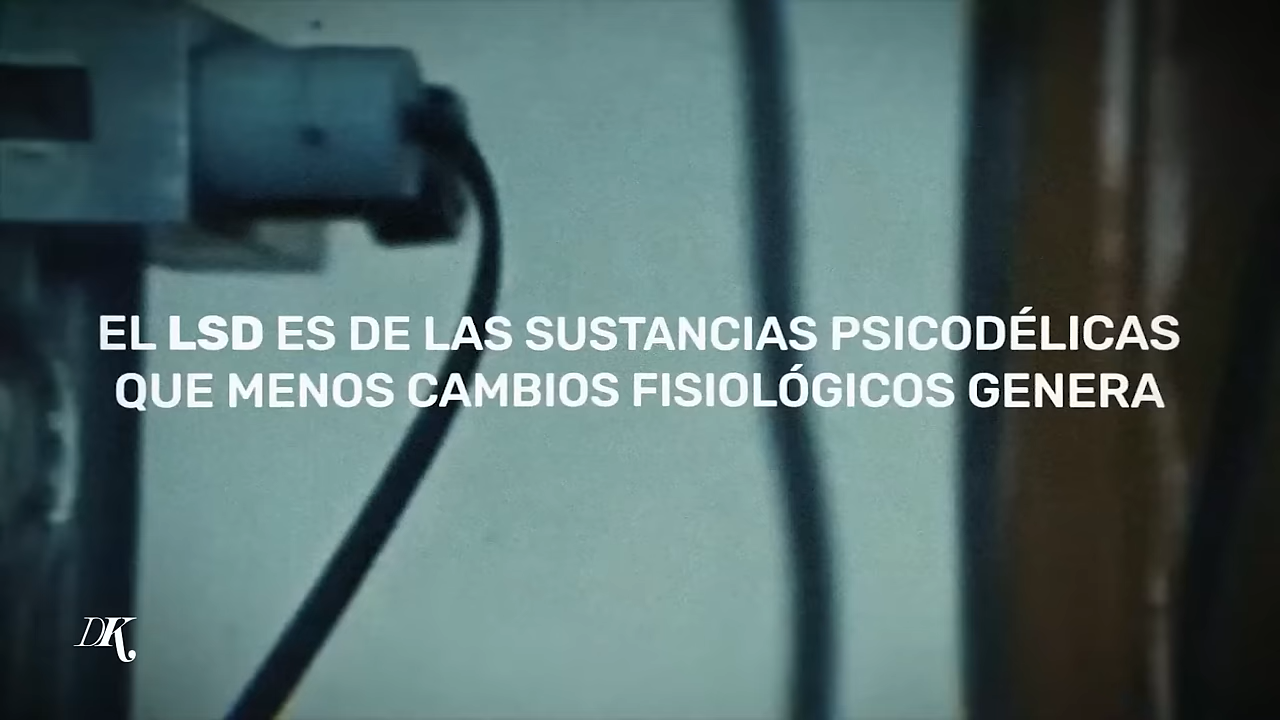 EL LSD ES DE LAS SUSTANCIAS PSICODÉLICAS
QUE MENOS CAMBIOS FISIOLÓGICOS GENERA
DK